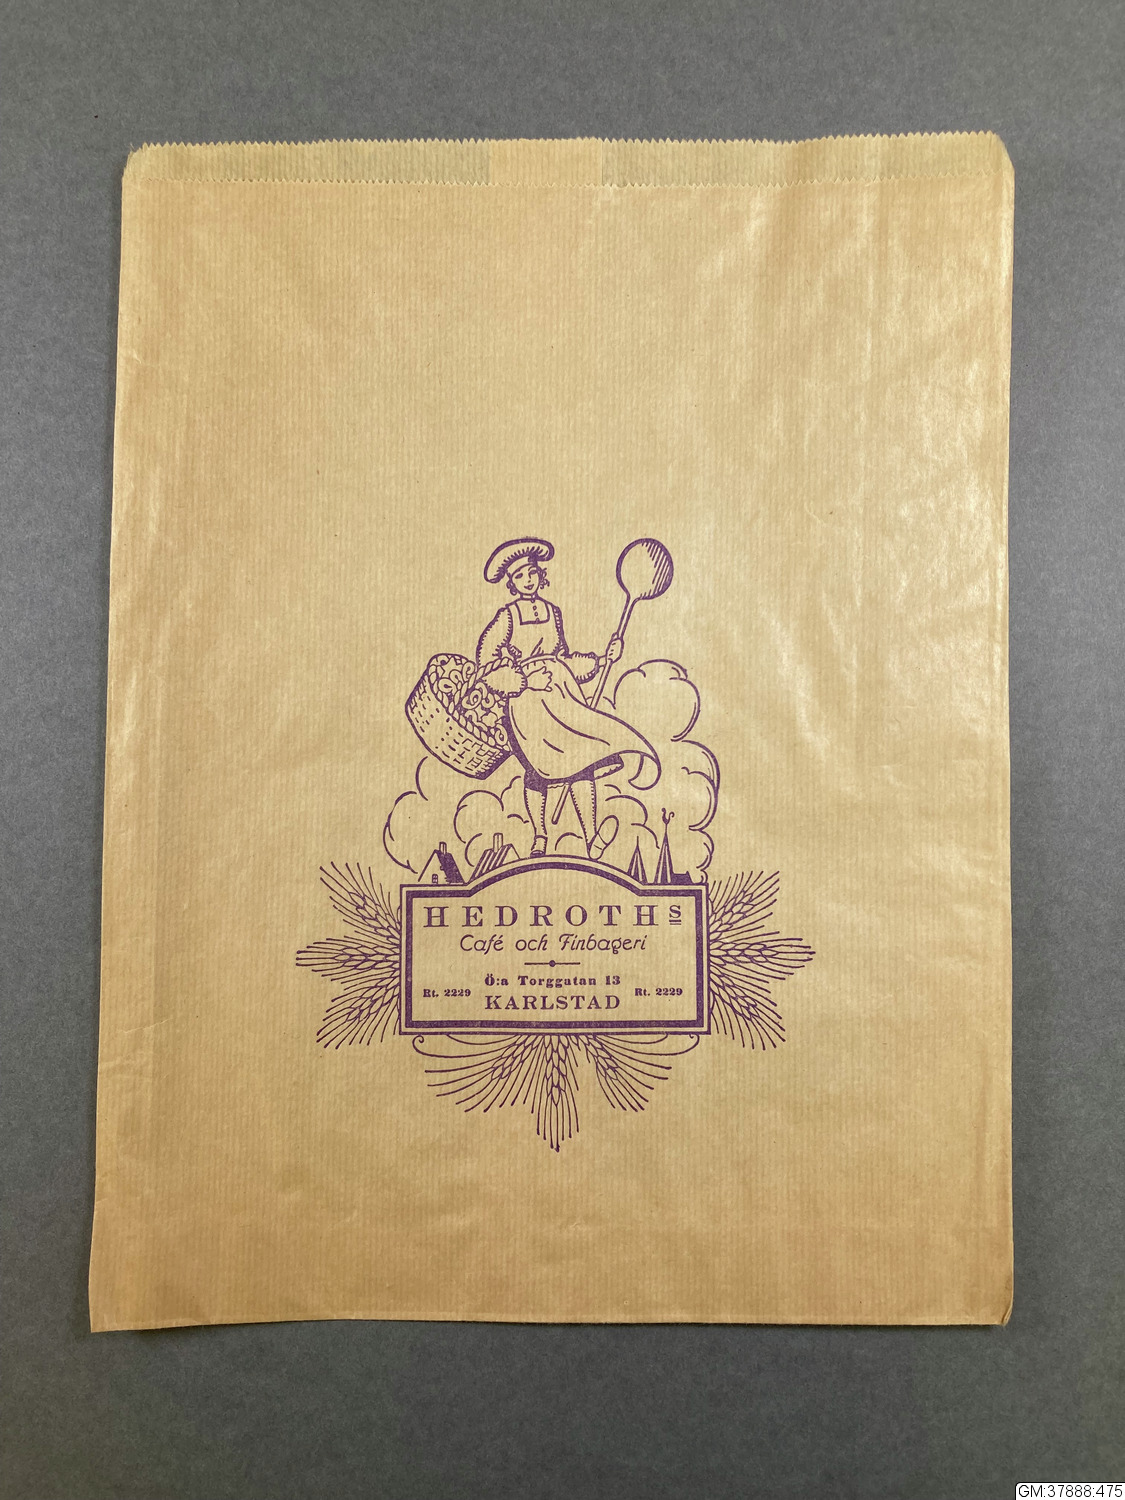 HEDROTHS
Café och Finbageri
Ö:a Torggatan 13
Rt. 2229 KARLSTAD Rt. 2229
GM:37888:475